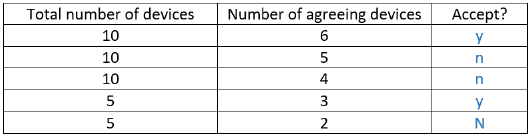 Total number of devices Number of agreeing devices Accept?
10 6 y
10 5 n
10 4 n
5 3 y
5 2 N